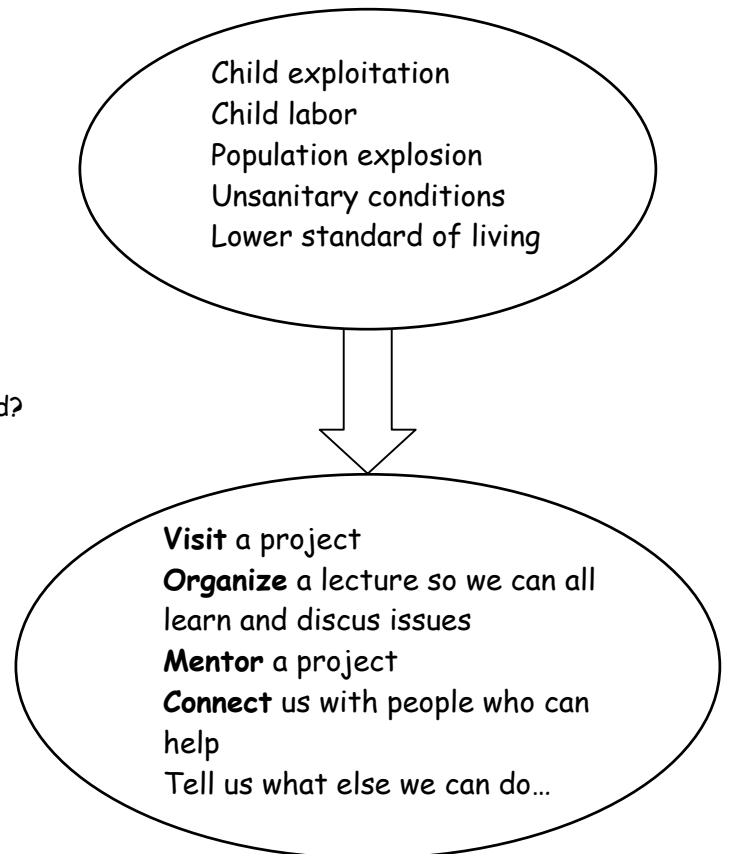 Child exploitation
Child labor
Population explosion
Unsanitary conditions
Lower standard of living
d?
Visit a project
Organize a lecture so we can all
learn and discus issues
Mentor a project
Connect us with people who can
help
Tell us what else we can do…